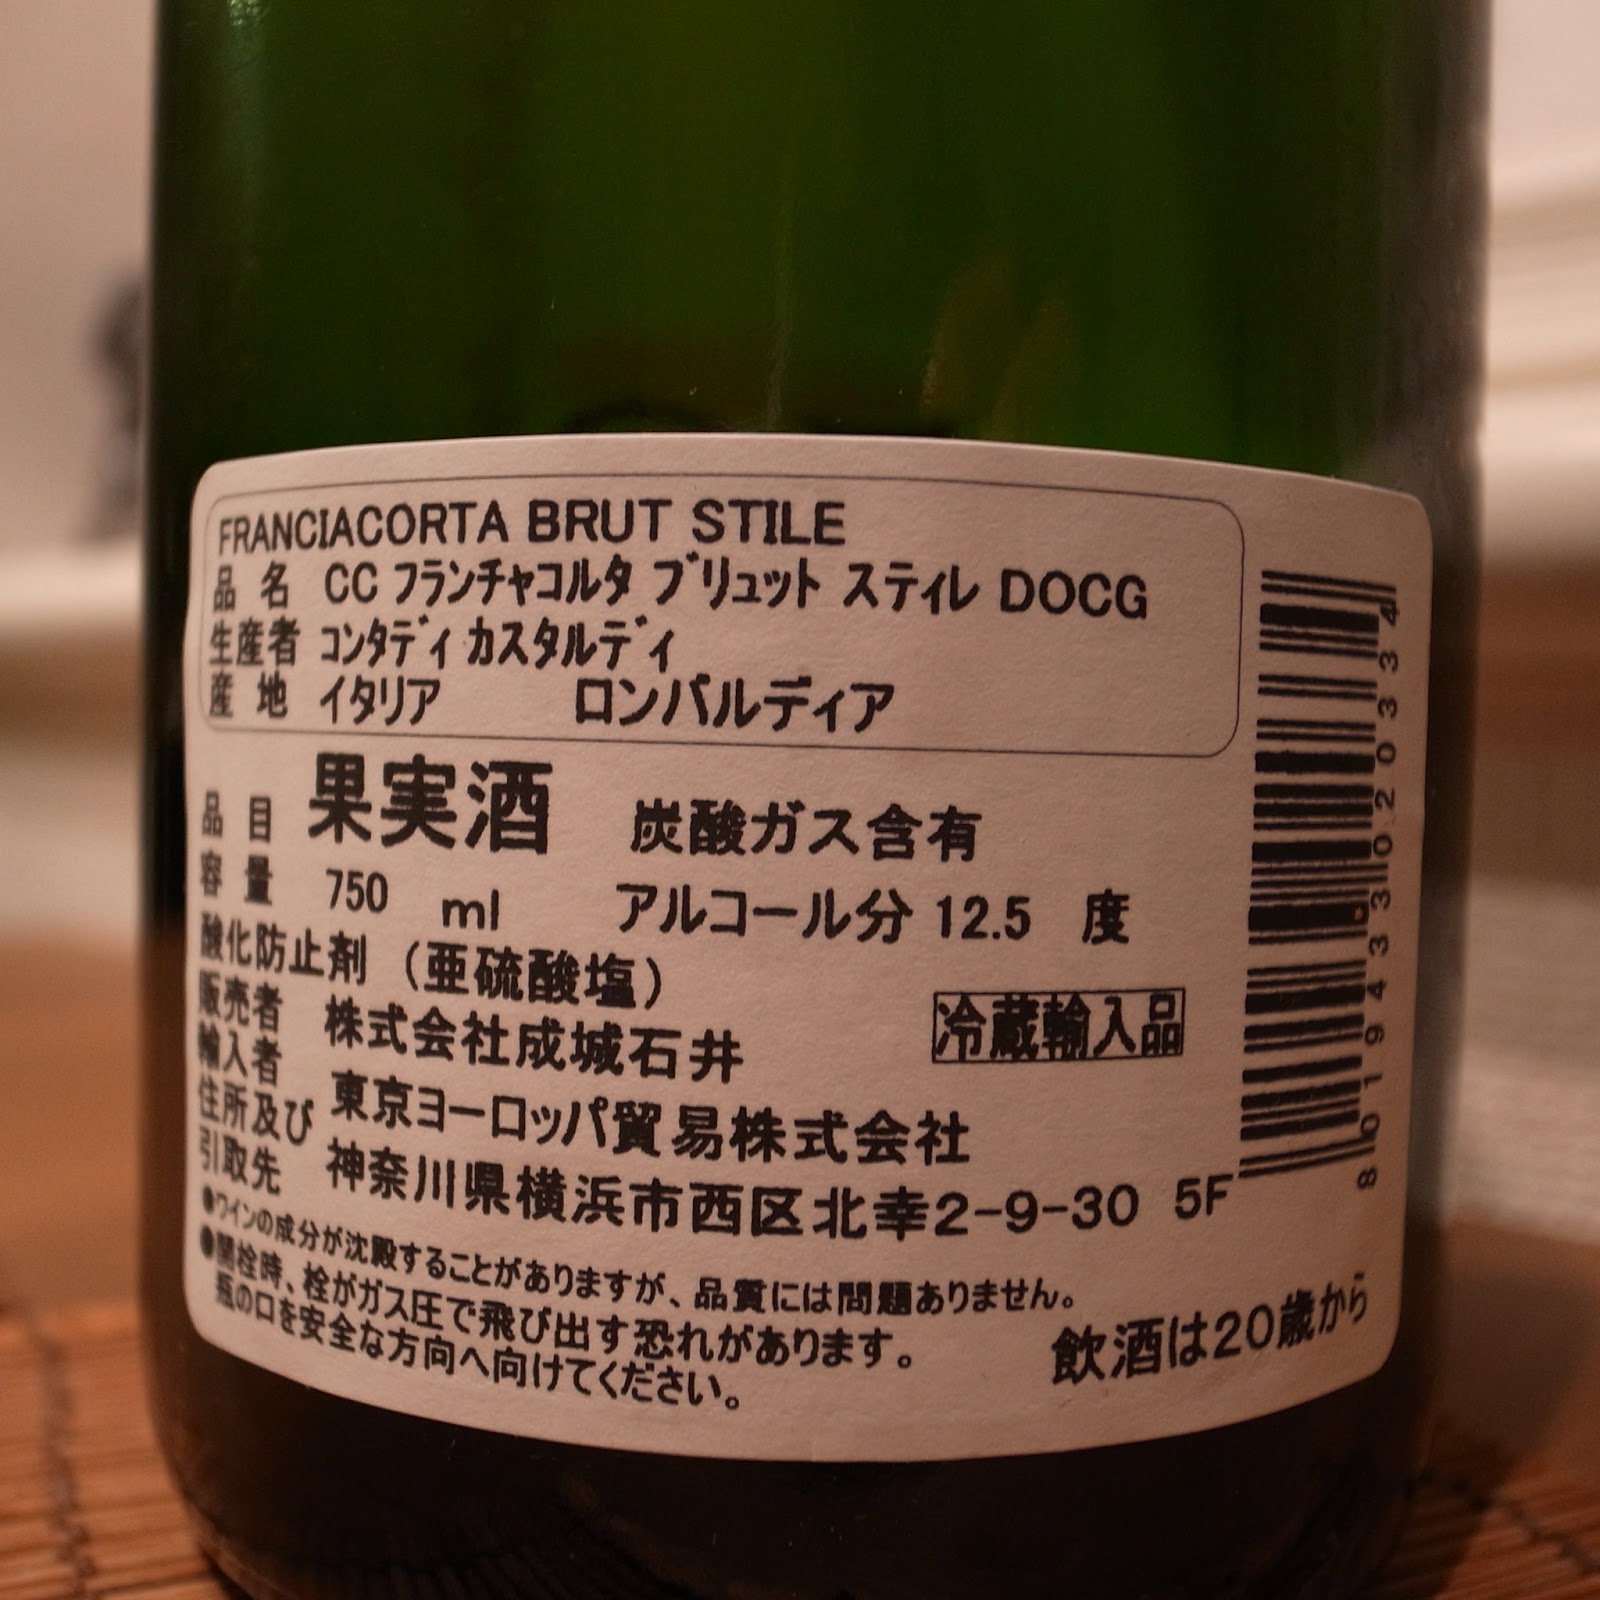 FRANCIACORTA BRUT STILE
品 名 CC フランチャコルタ ブリュット スティレ DOCG
生産者 コンタディ カスタルディ
産 地 イタリア ロンバルディア
品 目 果実酒 炭酸ガス含有
容 量 750 ml アルコール分 12.5 度
酸化防止剤 (亜硫酸塩)
販売者 株式会社成城石井
冷蔵輸入品
輸入者 東京ヨーロッパ貿易株式会社
住所及び
引取先 神奈川県横浜市西区北幸2-9-30 5F
●ワインの成分が沈殿することがありますが、品質には問題ありません。
●開栓時、栓がガス圧で飛び出す恐れがあります。
瓶の口を安全な方向へ向けてください。
飲酒は20歳から
8019433020334